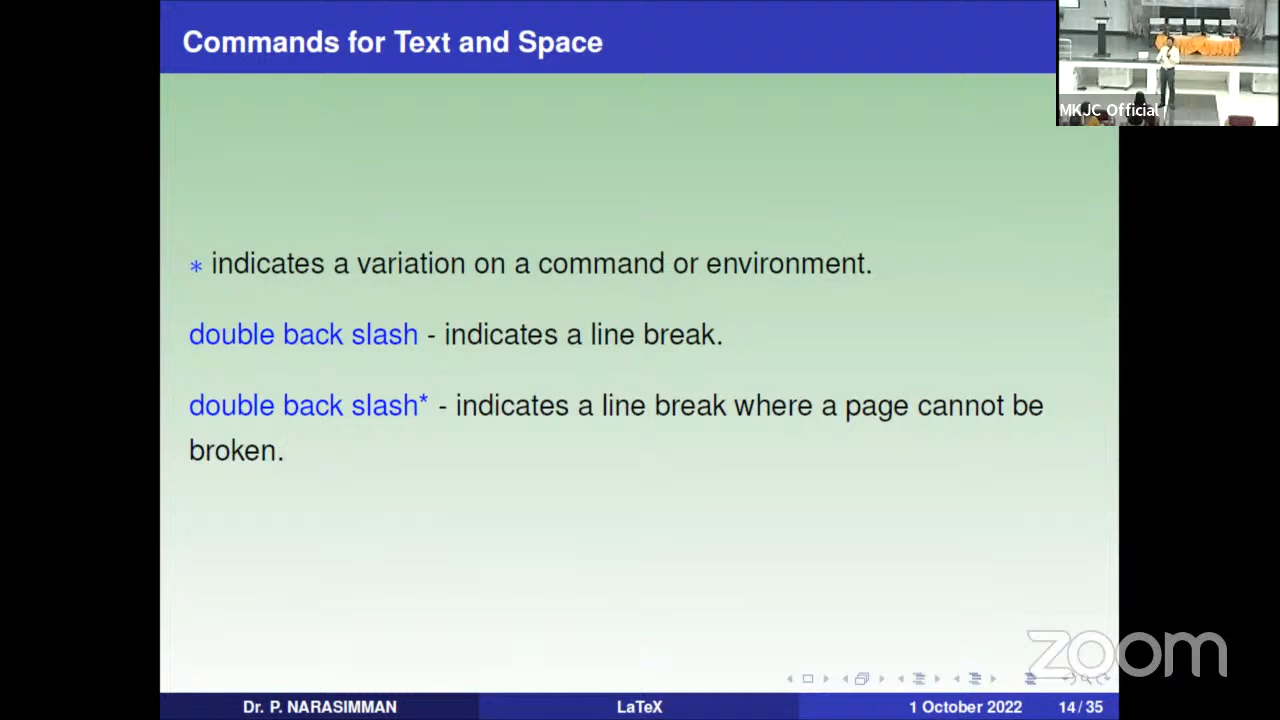 Commands for Text and Space
MKJC Official
* indicates a variation on a command or environment.
double back slash - indicates a line break.
double back slash* - indicates a line break where a page cannot be
broken.
zoom
Dr. P. NARASIMMAN LaTeX 1 October 2022 14 / 35